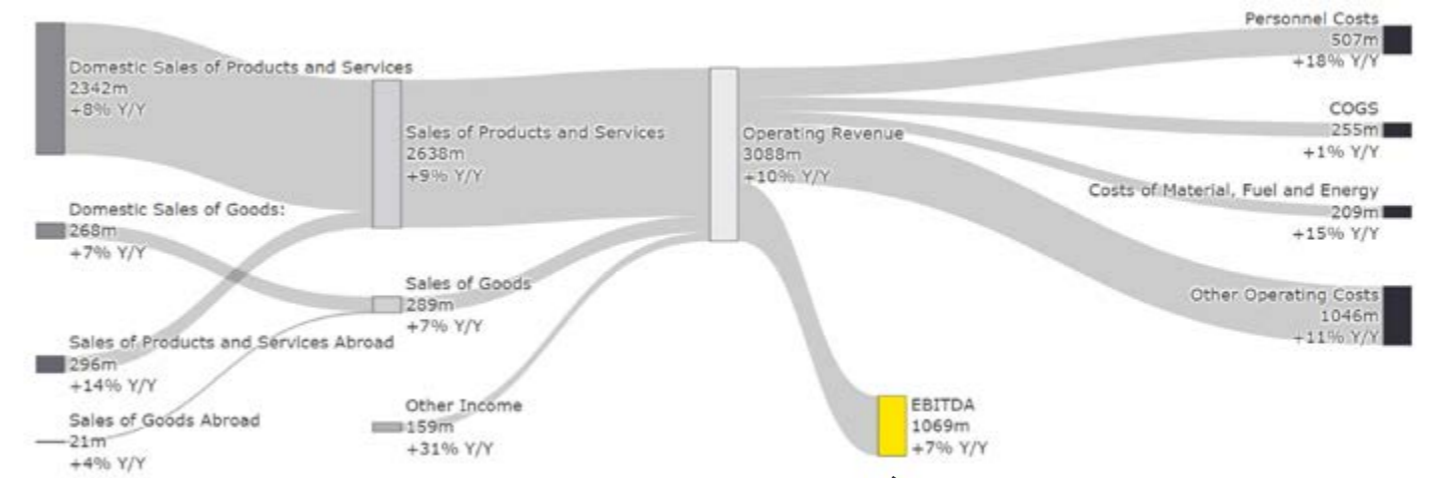 Domestic Sales of Products and Services
2342m
+8% Y/Y
Domestic Sales of Goods:
268m
+7% Y/Y
Sales of Products and Services Abroad
296m
+14% Y/Y
Sales of Goods Abroad
21m
+4% Y/Y
Sales of Products and Services
2638m
+9% Y/Y
Sales of Goods
289m
+7% Y/Y
Other Income
159m
+31% Y/Y
Operating Revenue
3088m
+10% Y/Y
EBITDA
1069m
+7% Y/Y
Personnel Costs
507m
+18% Y/Y
COGS
255m
+1% Y/Y
Costs of Material, Fuel and Energy
209m
+15% Y/Y
Other Operating Costs
1046m
+11% Y/Y